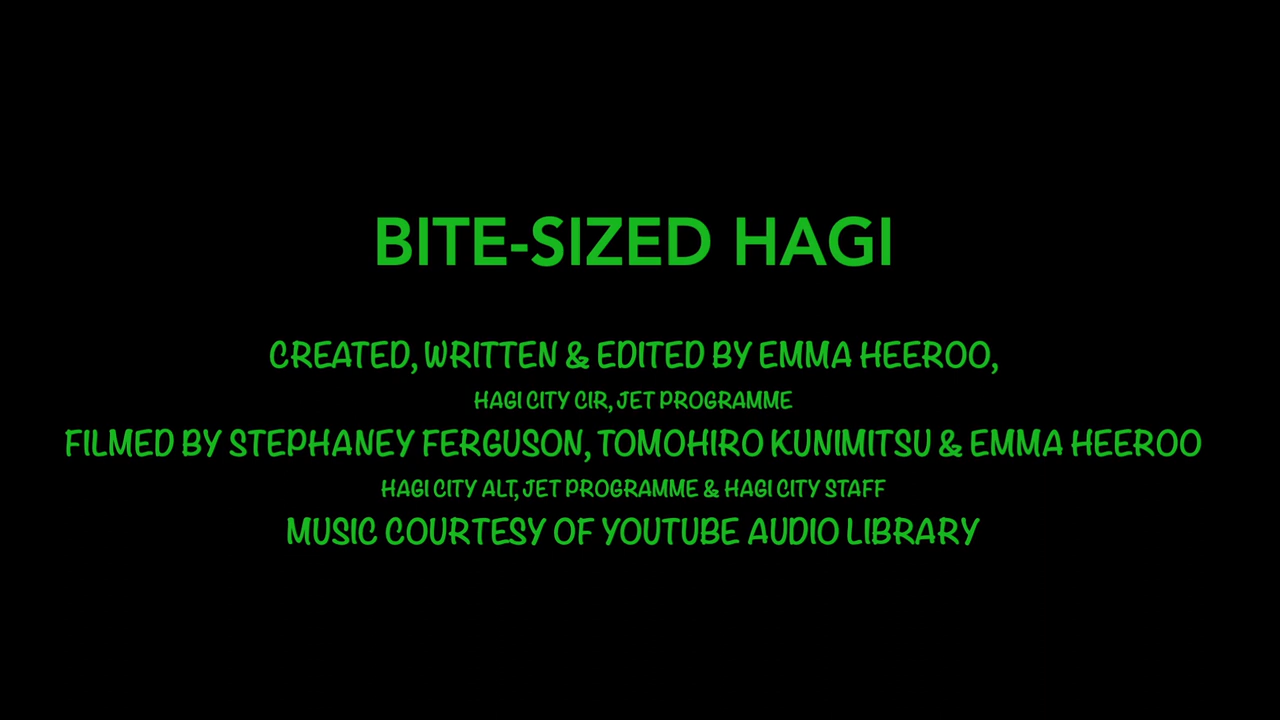 BITE-SIZED HAGI
CREATED, WRITTEN & EDITED BY EMMA HEEROO,
HAGI CITY CIR, JET PROGRAMME
FILMED BY STEPHANEY FERGUSON, TOMOHIRO KUNIMITSU & EMMA HEEROO
HAGI CITY ALT, JET PROGRAMME & HAGI CITY STAFF
MUSIC COURTESY OF YOUTUBE AUDIO LIBRARY